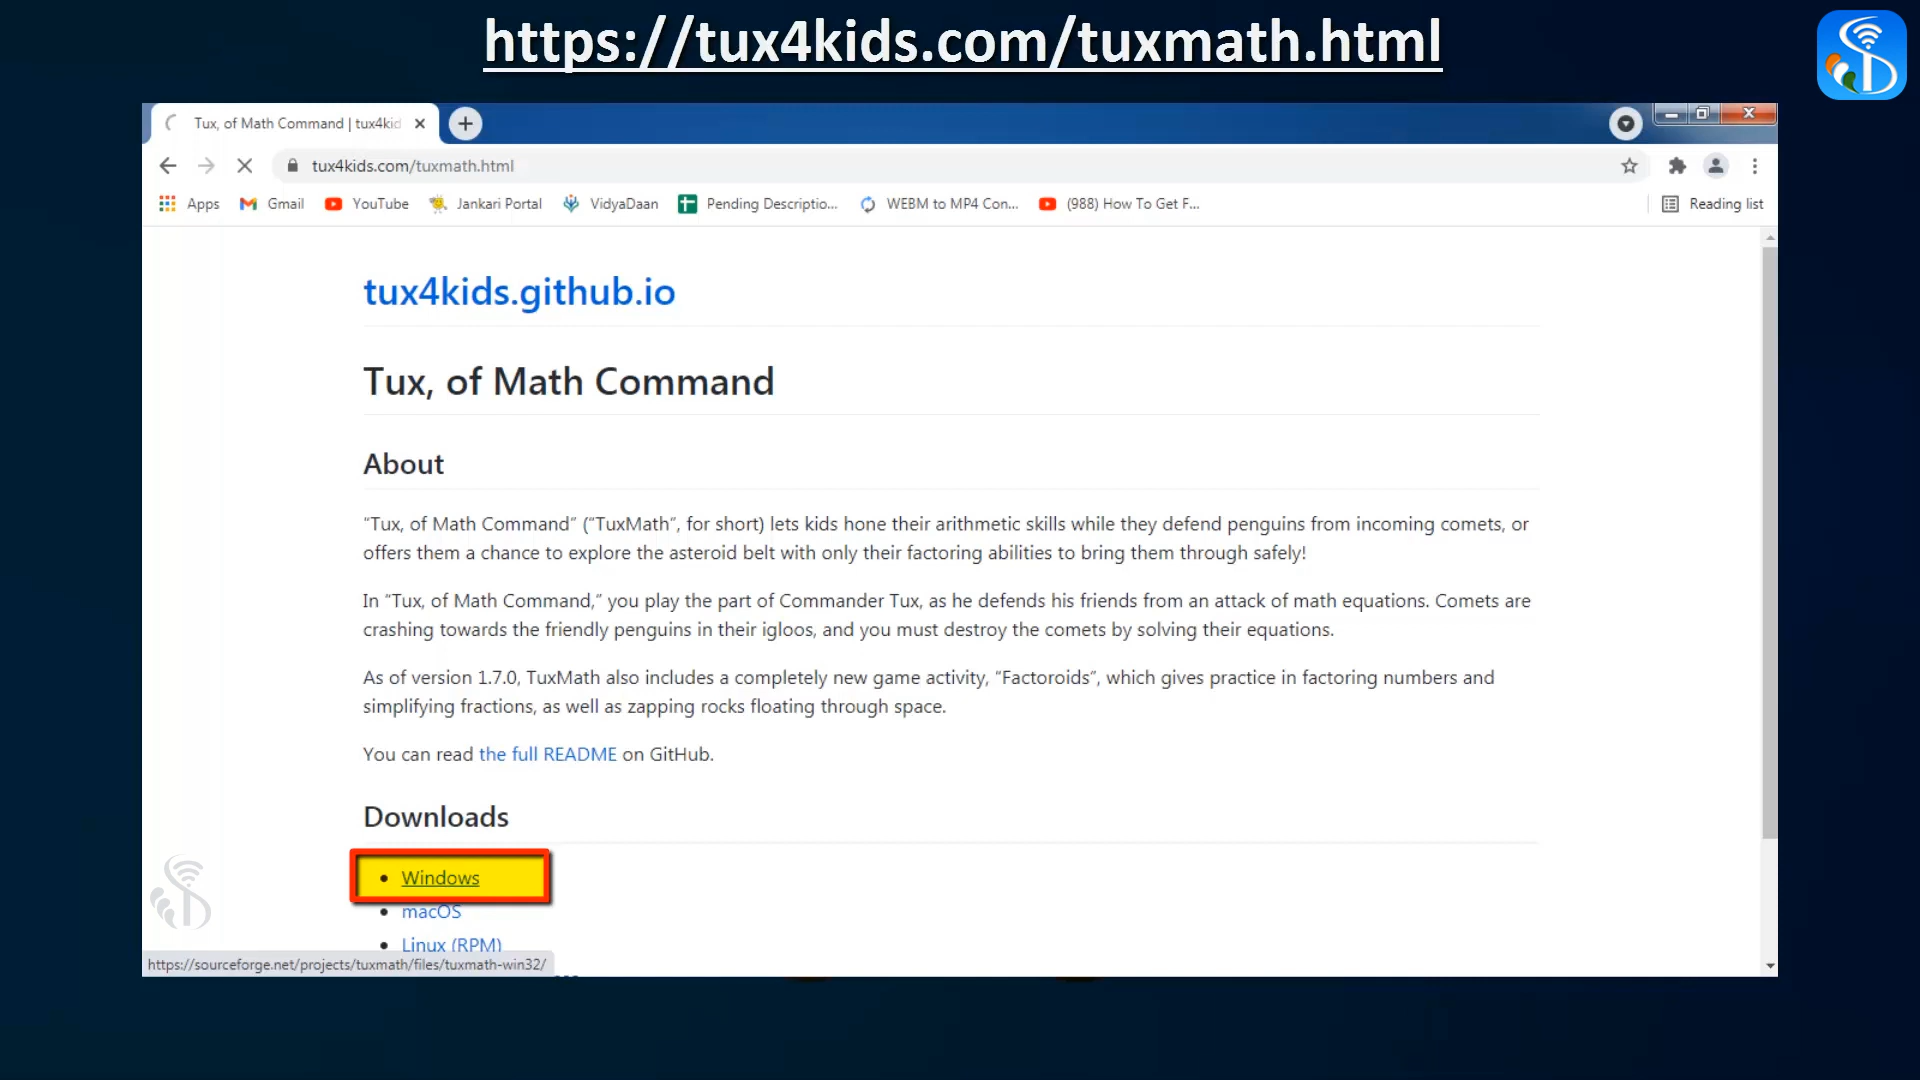 https://tux4kids.com/tuxmath.html
Tux, of Math Command | tux4kid
tux4kids.com/tuxmath.html
Apps Gmail YouTube Jankari Portal VidyaDaan Pending Descriptio... WEBM to MP4 Con... (988) How To Get F... Reading list
tux4kids.github.io
Tux, of Math Command
About
“Tux, of Math Command” (“TuxMath”, for short) lets kids hone their arithmetic skills while they defend penguins from incoming comets, or
offers them a chance to explore the asteroid belt with only their factoring abilities to bring them through safely!
In “Tux, of Math Command,” you play the part of Commander Tux, as he defends his friends from an attack of math equations. Comets are
crashing towards the friendly penguins in their igloos, and you must destroy the comets by solving their equations.
As of version 1.7.0, TuxMath also includes a completely new game activity, “Factoroids”, which gives practice in factoring numbers and
simplifying fractions, as well as zapping rocks floating through space.
You can read the full README on GitHub.
Downloads
• Windows
• macOS
• Linux (RPM)
https://sourceforge.net/projects/tuxmath/files/tuxmath-win32/